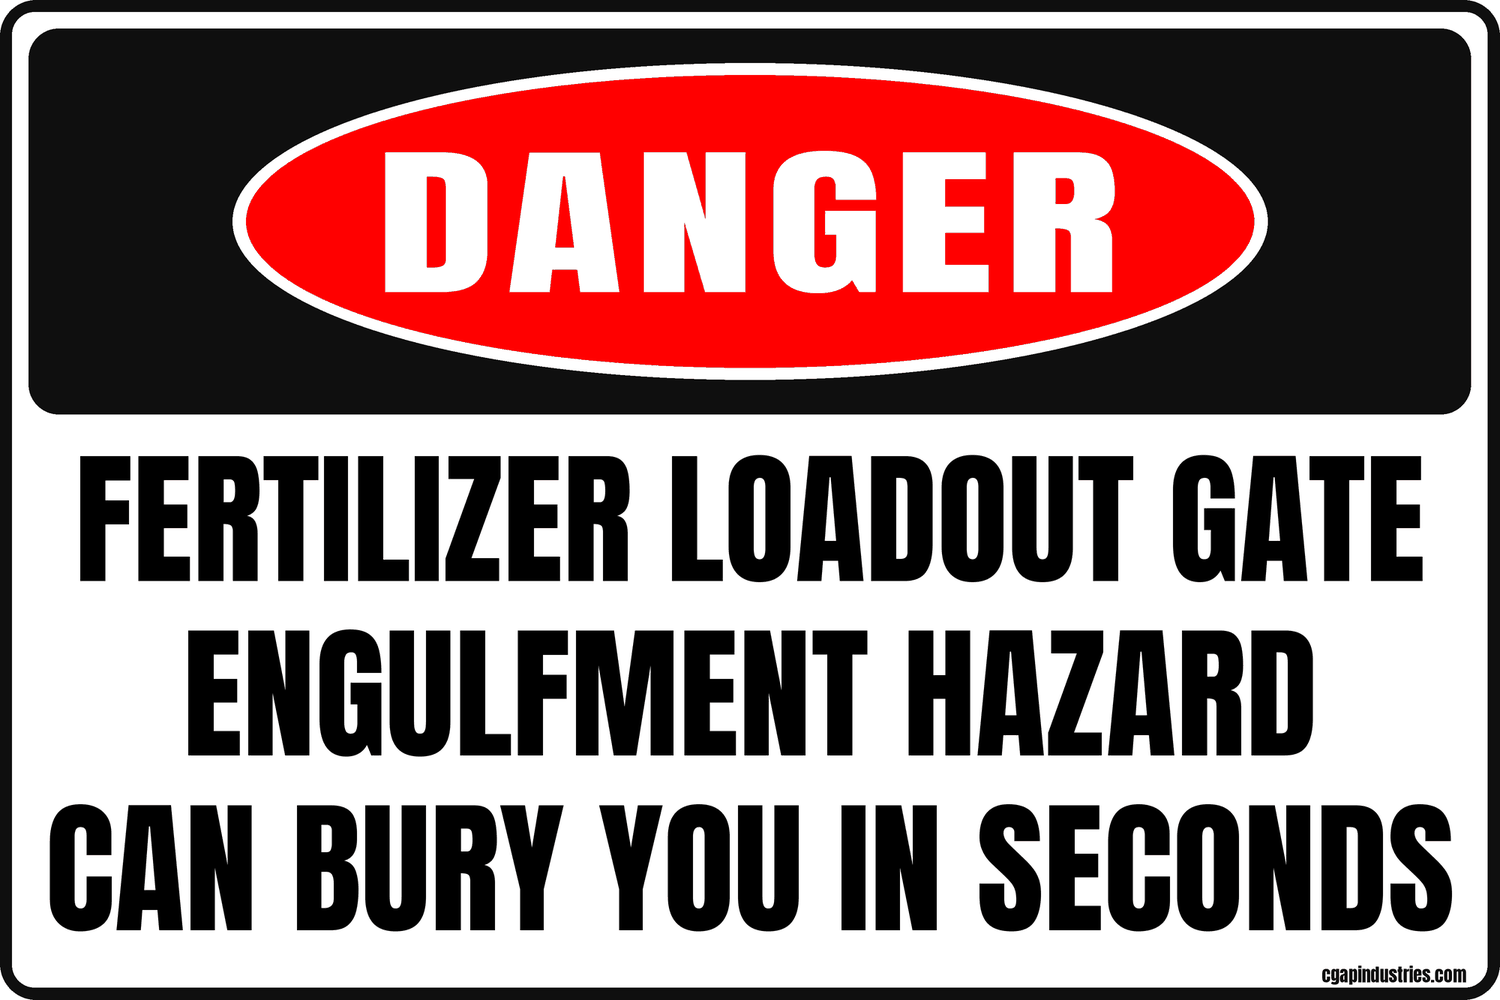 DANGER
FERTILIZER LOADOUT GATE
ENGULFMENT HAZARD
CAN BURY YOU IN SECONDS
cgapindustries.com